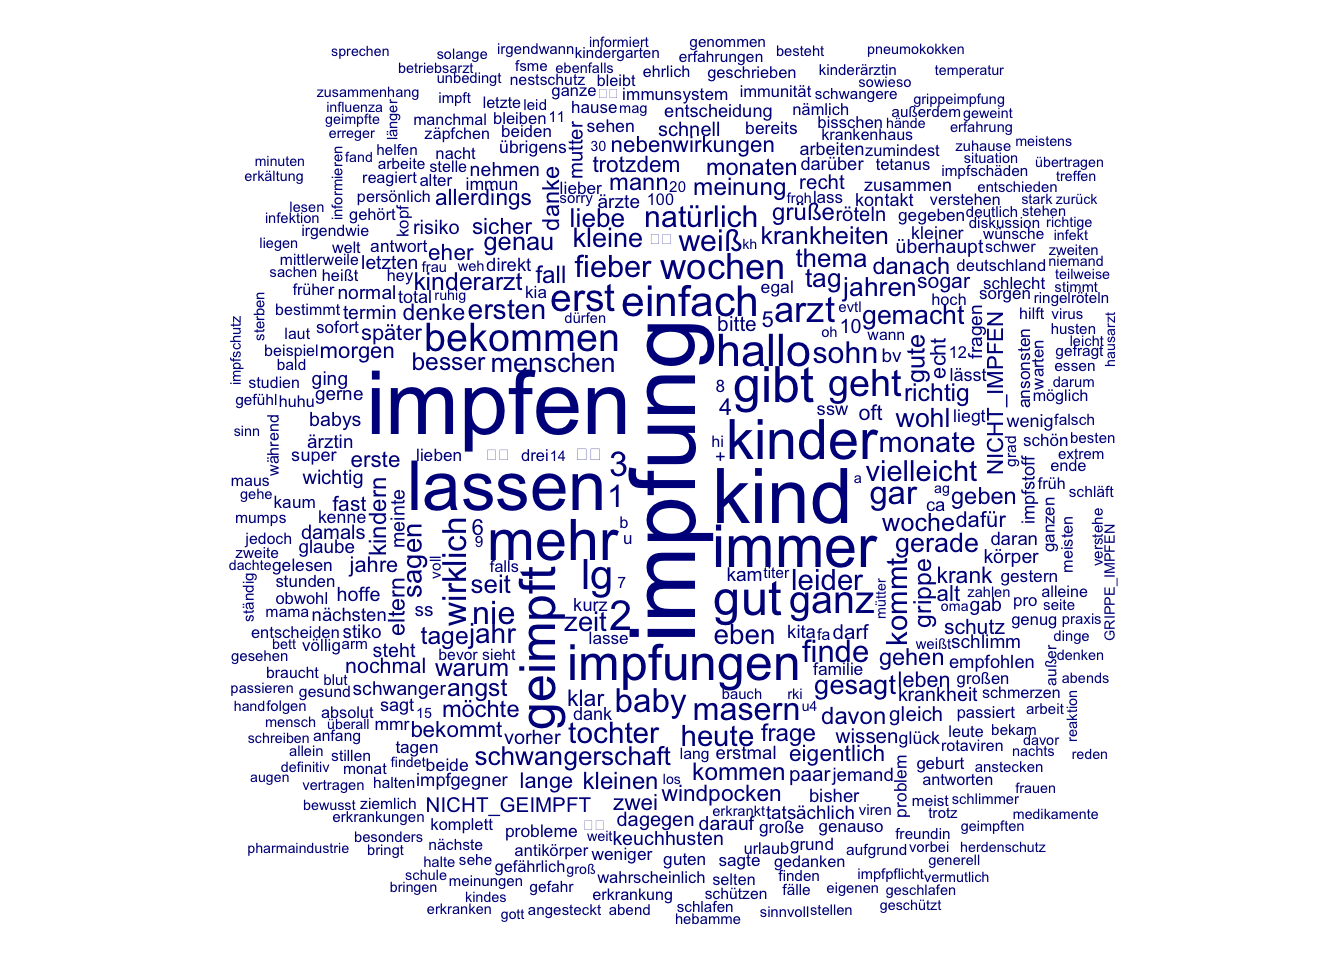 sprechen solange irgendwann informiert kindergarten genommen erfahrungen besteht pneumokokken
betriebsarzt unbedingt fsme ebenfalls nestschutz bleibt ehrlich geschrieben kinderärztin sowieso temperatur
zusammenhang impft letzte leid ganze immunsystem immunität schwangere grippeimpfung
influenza manchmal bleiben 11 hause mag entscheidung nämlich außerdem geweint
geimpfte erreger länger zäpfchen beiden sehen schnell bereits bisschen hände erfahrung
übrigens mutter 30 nebenwirkungen krankenhaus arbeiten zumindest zuhause meistens
minuten informieren fand helfen nacht trotzdem monaten darüber tetanus situation übertragen
erkältung reagiert arbeite stelle nehmen alter immun danke lieber mann 20 meinung recht zusammen impfschäden entschieden treffen
lesen persönlich allerdings sorry ärzte 100 froh lass kontakt verstehen stark zurück
infektion gehört kopf risiko sicher liebe natürlich gruße röteln gegeben deutlich stehen diskussion richtige
irgendwie liegen welt antwort eher genau kleine weiß kh krankheiten überhaupt kleiner schwer wünsche infekt zweiten
mittlerweile letzten frau weh direkt fall fieber wochen thema danach deutschland niemand
sachen heißt hey kinderarzt tag jahren sogar schlecht teilweise
früher normal total ruhig kia erst einfach egal arzt evtl hoch sorgen stimmt ringelröteln
bestimmt termin denke ersten dürfen bitte 5 10 gemacht fragen hilft virus
impfschutz sterben laut sofort später bekommen oh wann husten leicht hausarzt
beispiel morgen besser menschen hallo sohn bv gute echt 12 NICHT_IMPFEN ansonsten warten gefragt
bald studien ging impfen impfung 8 gibt geht richtig lässt essen darum
gefühl huhu gerne 4 ssw oft möglich
sinn babys wohl liegt wenig falsch
während ärztin hi kinder monate grad schön besten
super lieben drei 14 3 + extrem
maus wichtig erste lassen kind a vielleicht ende
gehe kaum fast kindern meinte 1 gar ag geben impfstoff früh schläft
mumps kenne ca ganzen
jedoch damals sagen wirklich 6 mehr b immer woche dafür daran meisten verstehe
zweite glaube 9 u gerade körper
dachte gelesen jahre voll falls lg kam titer leider kommt grippe krank gestern GRIPPE_IMPFEN
ständig stunden seit 7 mütter
obwohl hoffe eltern ss nie geimpft kurz 2 gut ganz alt zahlen alleine
mama nächsten zeit oma gab pro seite
entscheiden stiko tage jahr lasse eben kita fa darf schutz genug praxis
bett völlig arm steht bevor sieht weißt schlimm dinge
gesehen nochmal warum impfungen finde gehen empfohlen außer denken
braucht blut familie leben großen abends
passieren gesund schwanger angst gesagt krankheit schmerzen
hand folgen absolut sagt 15 möchte klar baby bauch rki u4 masern davon gleich passiert arbeit reaktion
mensch überall mmr dank
schreiben anfang bekommt vorher tochter heute frage wissen glück leute bekam davor
allein stillen tagen rotaviren nachts
definitiv monat findet beide schwangerschaft lang erstmal eigentlich geburt anstecken reden
augen vertragen halten impfgegner lange kleinen los kommen paar jemand problem antworten
bewusst ziemlich NICHT_GEIMPFT zwei windpocken bisher meist schlimmer frauen
erkrankungen komplett erkrankt tatsächlich viren trotz medikamente
besonders probleme dagegen darauf große genauso freundin geimpften
pharmaindustrie bringt nächste antikörper weit keuchhusten urlaub grund aufgrund vorbei herdenschutz
halte sehe weniger guten sagte gedanken generell
schule gefährlich groß wahrscheinlich selten finden impfpflicht vermutlich
bringen meinungen gefahr erkrankung schützen fälle eigenen geschlafen
kindes
erkranken gott angesteckt abend schlafen sinnvoll stellen geschützt
hebamme